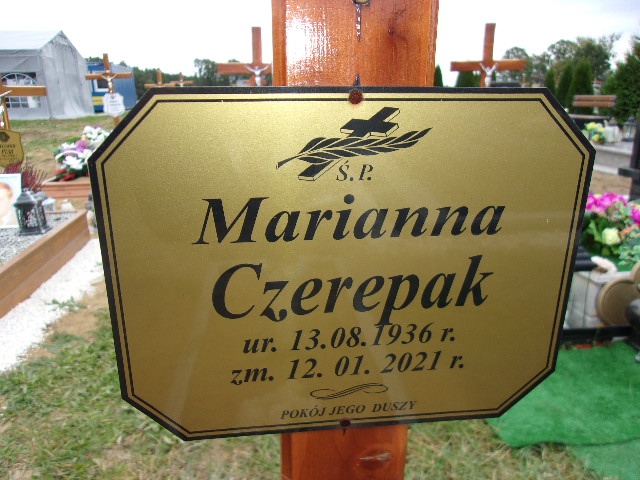 Ś. P.
Marianna
Czerepak
ur. 13.08.1936 r.
zm. 12. 01. 2021 r.
POKÓJ JEGO DUSZY